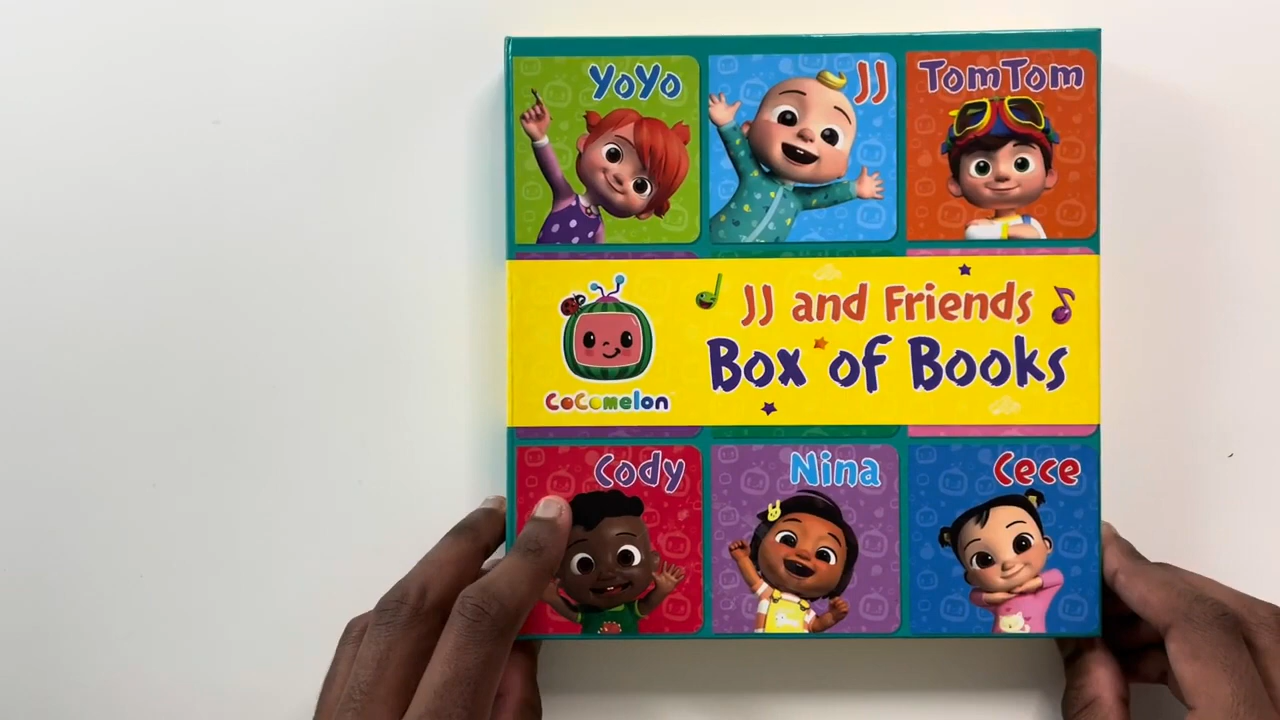 YoYo
JJ
TomTom
JJ and Friends
Box of Books
CoComelon
Cody
Nina
Cece